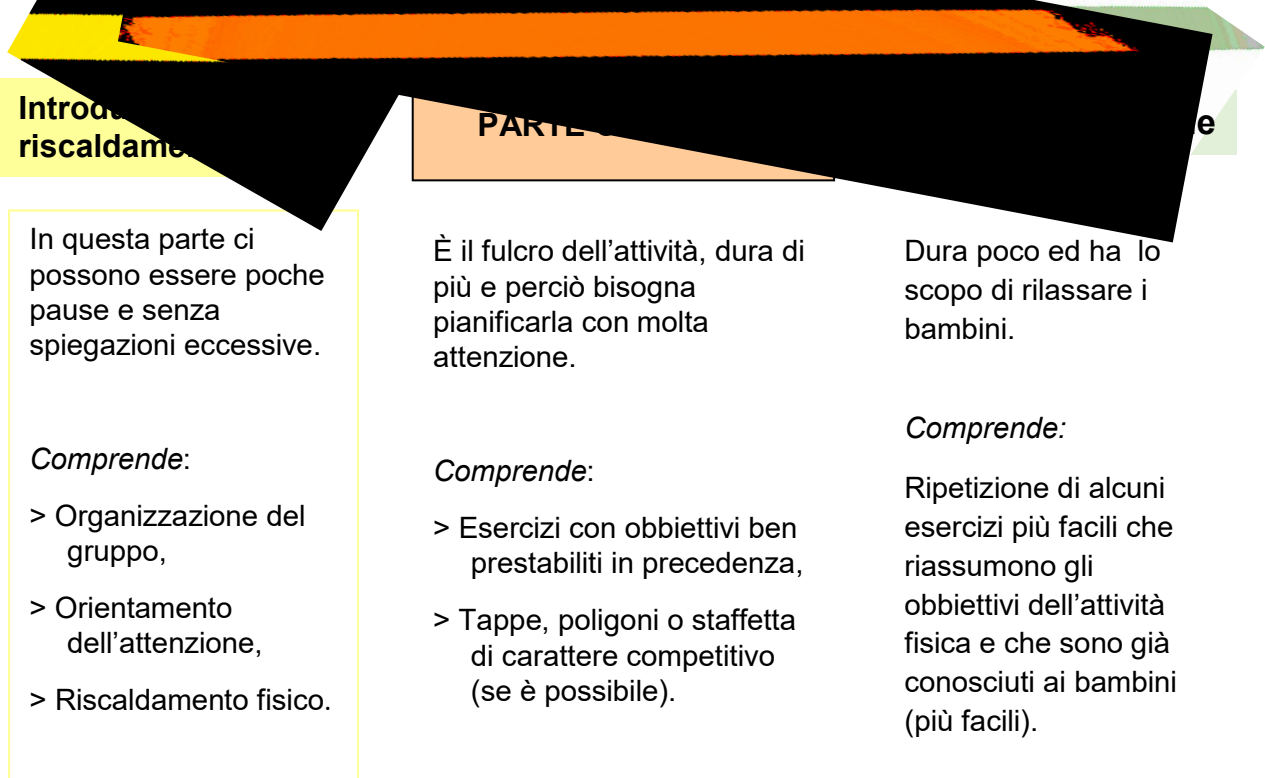 riscaldame
PARTE
In questa parte ci
possono essere poche
pause e senza
spiegazioni eccessive.
Comprende:
> Organizzazione del
gruppo,
> Orientamento
dell’attenzione,
> Riscaldamento fisico.
È il fulcro dell’attività, dura di
più e perciò bisogna
pianificarla con molta
attenzione.
Comprende:
> Esercizi con obbiettivi ben
prestabiliti in precedenza,
> Tappe, poligoni o staffetta
di carattere competitivo
(se è possibile).
Dura poco ed ha lo
scopo di rilassare i
bambini.
Comprende:
Ripetizione di alcuni
esercizi più facili che
riassumono gli
obbiettivi dell’attività
fisica e che sono già
conosciuti ai bambini
(più facili).